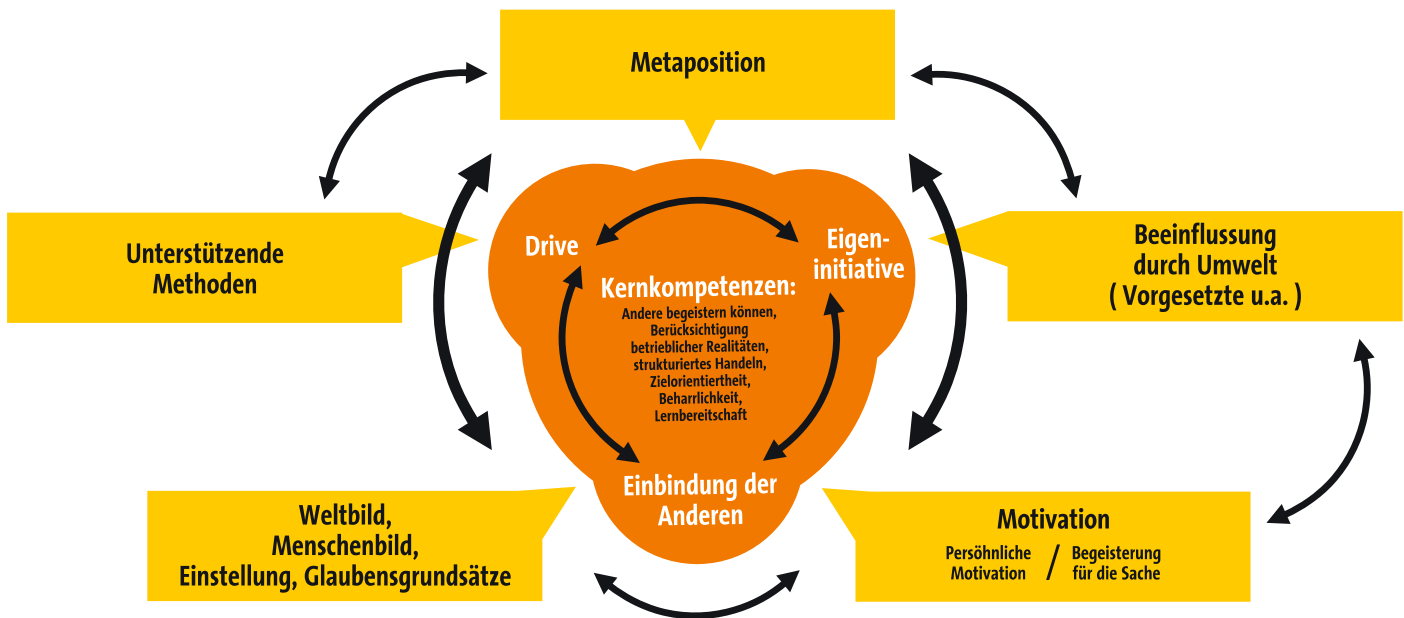 Metaposition
Unterstützende
Methoden
Drive
Eigen-
initiative
Beeinflussung
durch Umwelt
( Vorgesetzte u.a. )
Kernkompetenzen:
Andere begeistern können,
Berücksichtigung
betrieblicher Realitäten,
strukturiertes Handeln,
Zielorientiertheit,
Beharrlichkeit,
Lernbereitschaft
Einbindung der
Anderen
Weltbild,
Menschenbild,
Einstellung, Glaubensgrundsätze
Motivation
Persöhnliche / Begeisterung
Motivation für die Sache